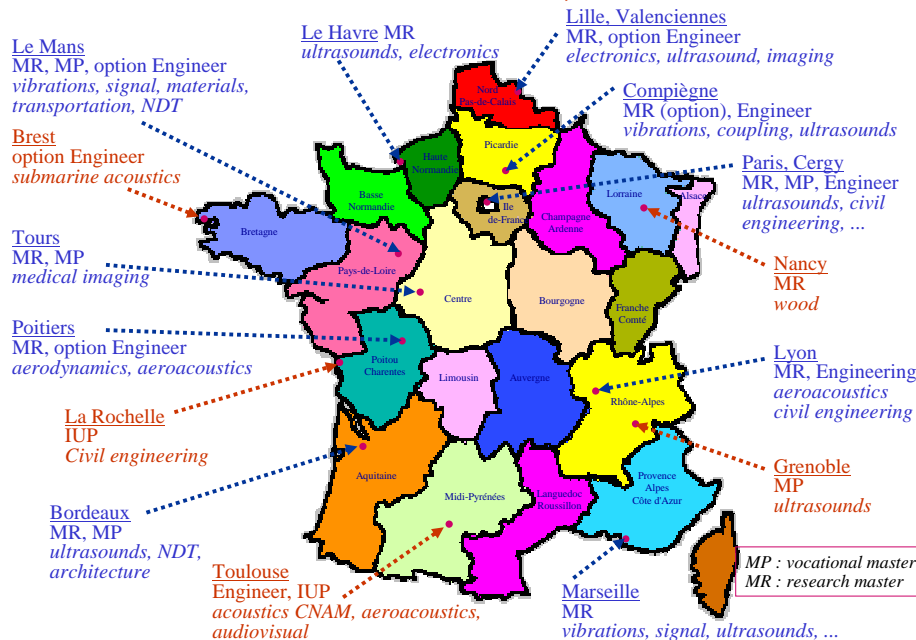 Le Mans
MR, MP, option Engineer
vibrations, signal, materials,
transportation, NDT
Le Havre MR
ultrasounds, electronics
Lille, Valenciennes
MR, option Engineer
electronics, ultrasound, imaging
Compiègne
MR (option), Engineer
vibrations, coupling, ultrasounds
Brest
option Engineer
submarine acoustics
Paris, Cergy
MR, MP, Engineer
ultrasounds, civil
engineering, ...
Tours
MR, MP
medical imaging
Nancy
MR
wood
Poitiers
MR, option Engineer
aerodynamics, aeroacoustics
Lyon
MR, Engineering
aeroacoustics
civil engineering
La Rochelle
IUP
Civil engineering
Grenoble
MP
ultrasounds
Bordeaux
MR, MP
ultrasounds, NDT,
architecture
Toulouse
Engineer, IUP
acoustics CNAM, aeroacoustics,
audiovisual
Marseille
MR
vibrations, signal, ultrasounds, ...
MP : vocational master
MR : research master
Nord
Pas-de-Calais
Picardie
Haute
Normandie
Basse
Normandie
Ile
de-France
Champagne
Ardenne
Lorraine
Alsace
Bretagne
Pays-de-Loire
Centre
Bourgogne
Franche
Comté
Poitou
Charentes
Limousin
Auvergne
Rhône-Alpes
Aquitaine
Midi-Pyrénées
Languedoc
Roussillon
Provence
Alpes
Côte d'Azur